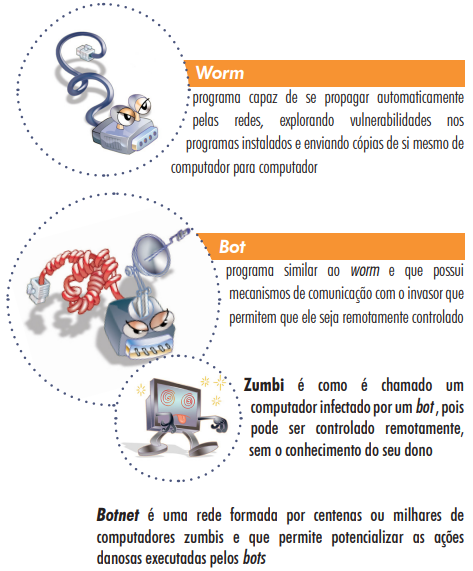 Worm
programa capaz de se propagar automaticamente
pelas redes, explorando vulnerabilidades nos
programas instalados e enviando cópias de si mesmo de
computador para computador
Bot
programa similar ao worm e que possui
mecanismos de comunicação com o invasor que
permitem que ele seja remotamente controlado
Zumbi é como é chamado um
computador infectado por um bot, pois
pode ser controlado remotamente,
sem o conhecimento do seu dono
Botnet é uma rede formada por centenas ou milhares de
computadores zumbis e que permite potencializar as ações
danosas executadas pelos bots